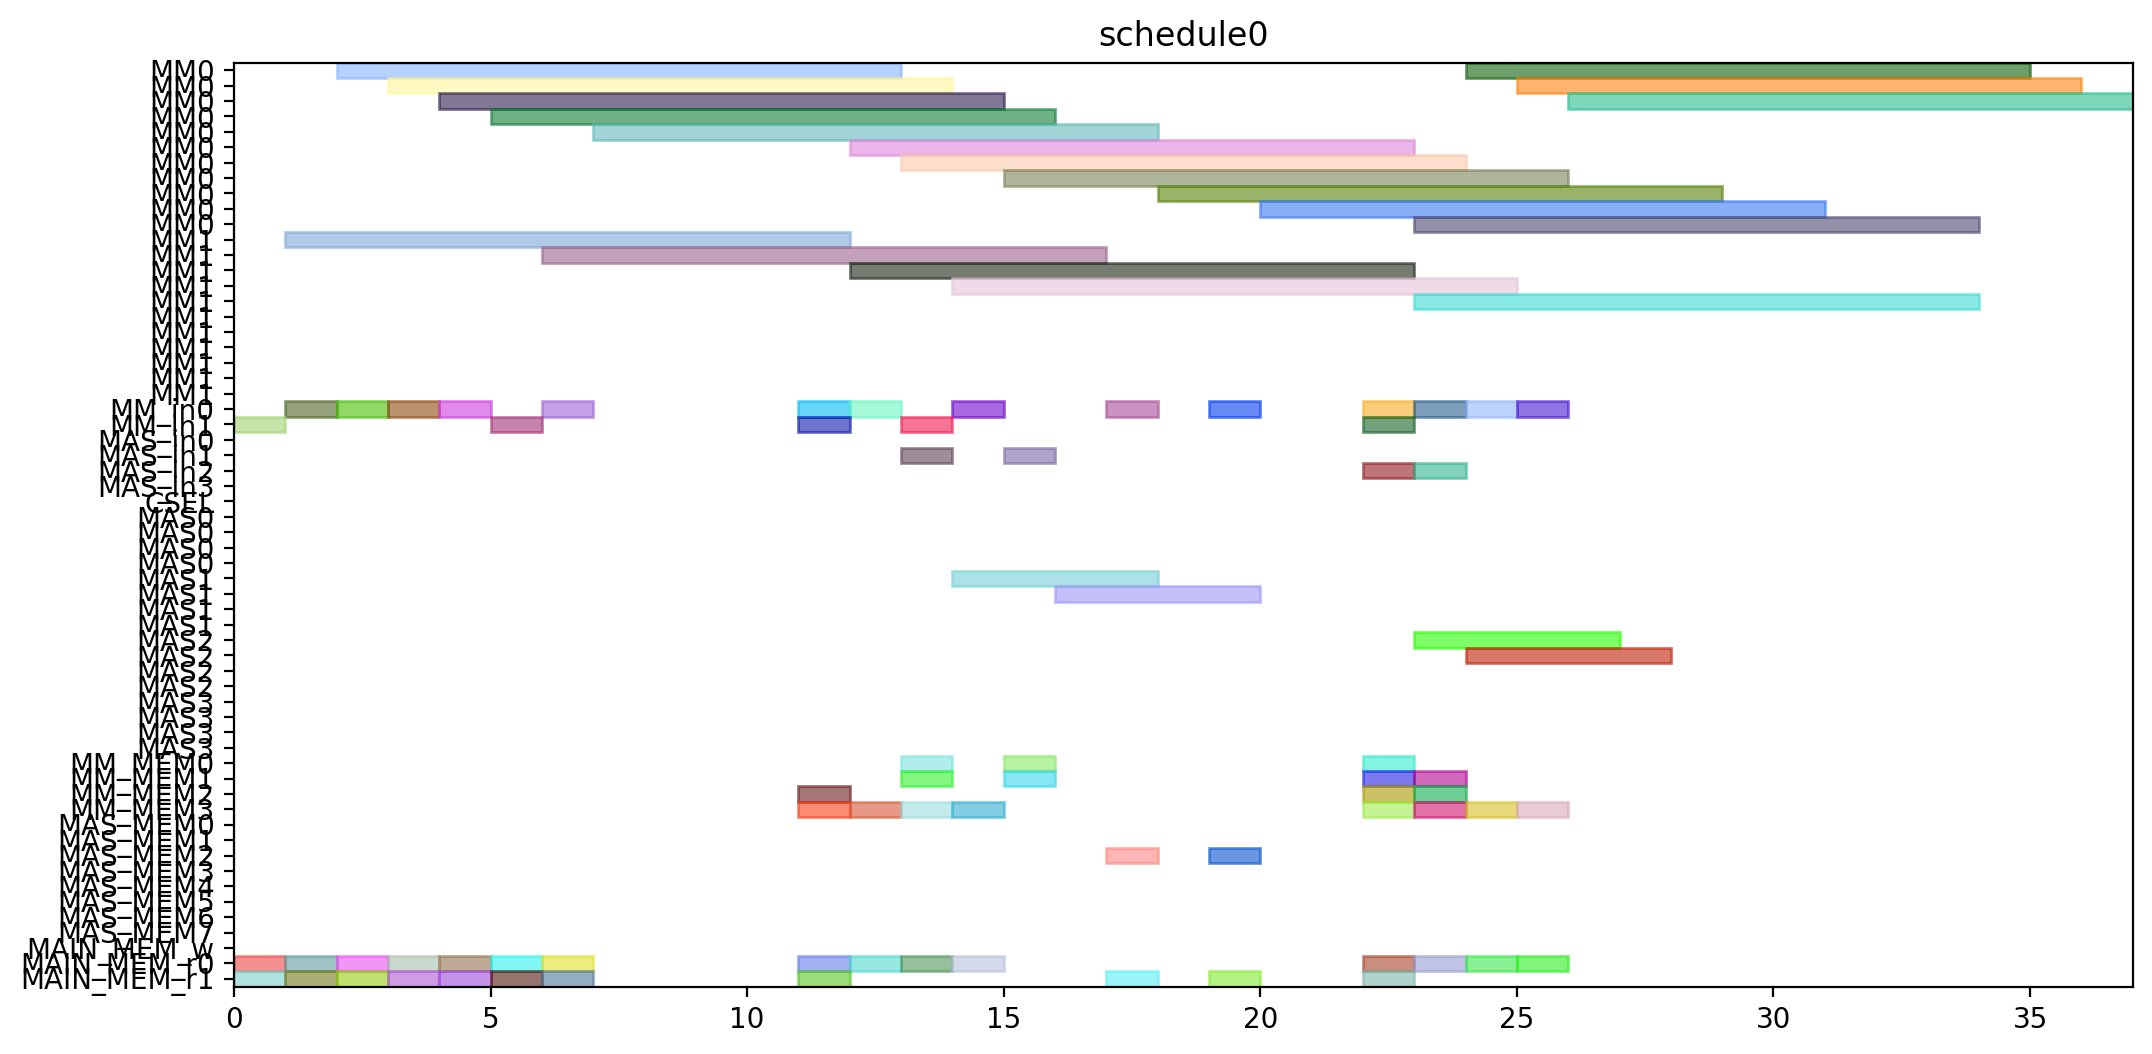 schedule0
MM0
MM0
MM0
MM0
MM0
MM0
MM0
MM0
MM0
MM0
MM0
MM1
MM1
MM1
MM1
MM1
MM1
MM1
MM1
MM1
MM1
MM1
MM_in0
MM_in1
MAS_in0
MAS_in1
MAS_in2
MAS_in3
CSEL
MAS0
MAS0
MAS0
MAS0
MAS1
MAS1
MAS1
MAS1
MAS2
MAS2
MAS2
MAS2
MAS3
MAS3
MAS3
MAS3
MM_MEM0
MM_MEM1
MM_MEM2
MM_MEM3
MAS_MEM0
MAS_MEM1
MAS_MEM2
MAS_MEM3
MAS_MEM4
MAS_MEM5
MAS_MEM6
MAS_MEM7
MAIN_MEM_w
MAIN_MEM_r0
MAIN_MEM_r1
0 5 10 15 20 25 30 35